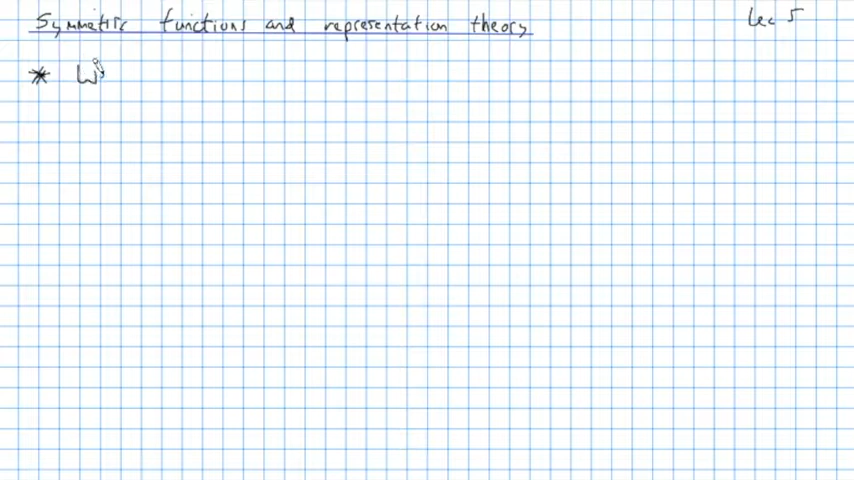 Symmetric functions and representation theory
Lec 5
* W